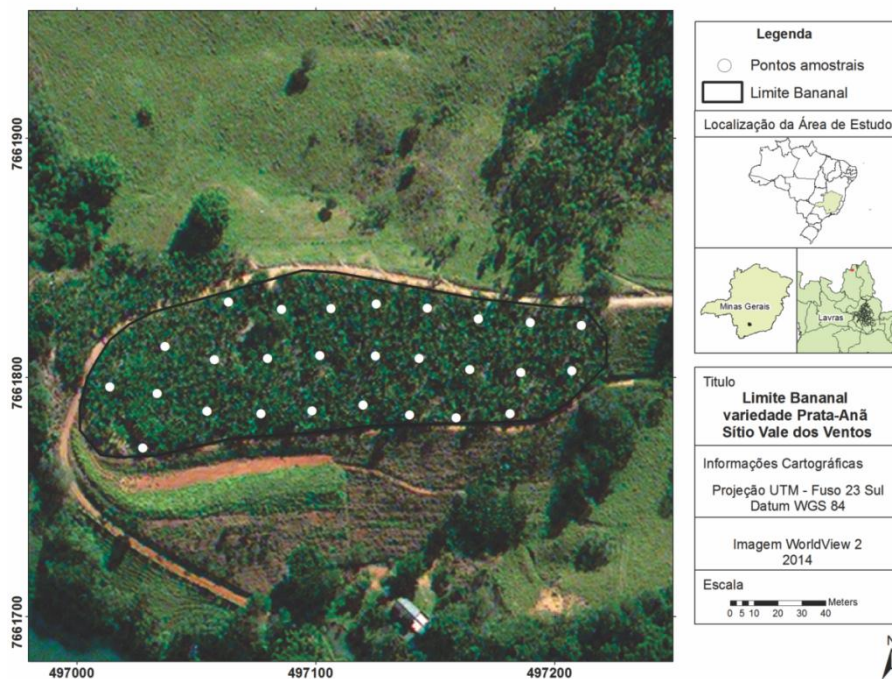 7661900
7661800
7661700
497000
497100
497200
Legenda
Pontos amostrais
Limite Bananal
Localização da Área de Estudo
Minas Gerais
Lavras
Titulo
Limite Bananal
variedade Prata-Anã
Sítio Vale dos Ventos
Informações Cartográficas
Projeção UTM - Fuso 23 Sul
Datum WGS 84
Imagem WorldView 2
2014
Escala
Meters
0 5 10 20 30 40
N